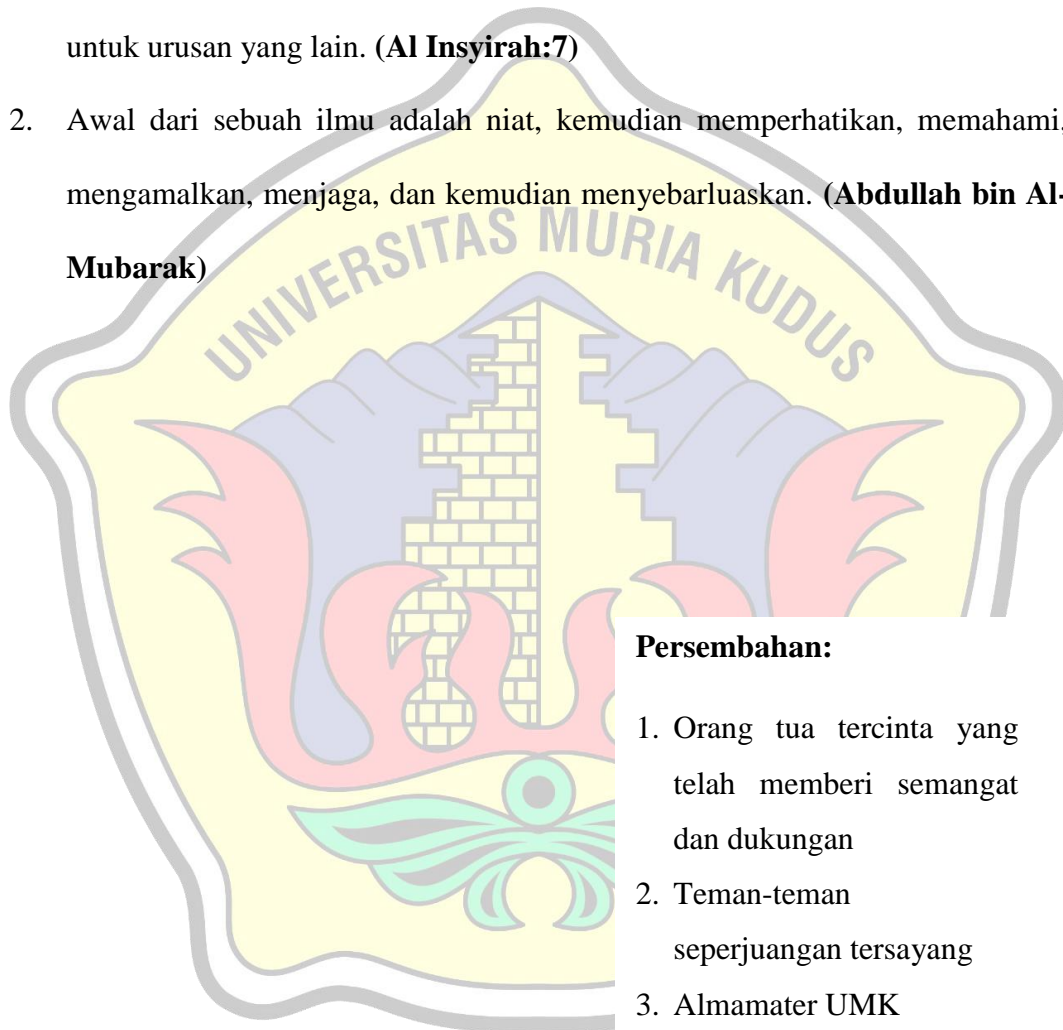 untuk urusan yang lain. (Al Insyirah:7)
2. Awal dari sebuah ilmu adalah niat, kemudian memperhatikan, memahami,
mengamalkan, menjaga, dan kemudian menyebarluaskan. (Abdullah bin Al-
Mubarak)
UNIVERSITAS MURIA KUDUS
Persembahan:
1. Orang tua tercinta yang
telah memberi semangat
dan dukungan
2. Teman-teman
seperjuangan tersayang
3. Almamater UMK